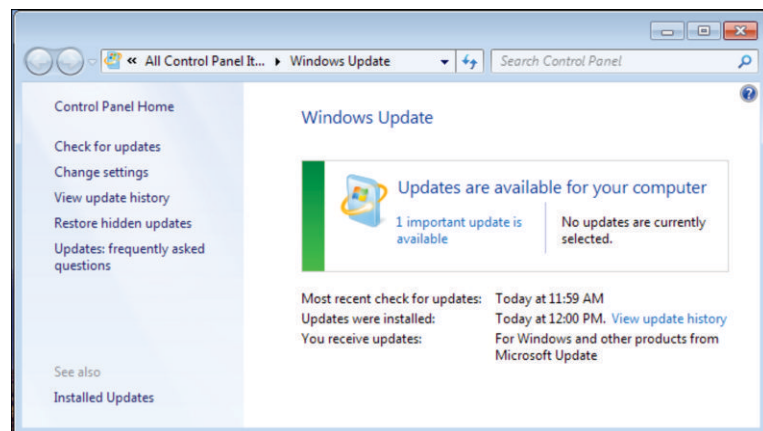 « All Control Panel It... ▸ Windows Update
Search Control Panel
Control Panel Home
Check for updates
Change settings
View update history
Restore hidden updates
Updates: frequently asked
questions
See also
Installed Updates
Windows Update
Updates are available for your computer
1 important update is
available
No updates are currently
selected.
Most recent check for updates: Today at 11:59 AM
Updates were installed: Today at 12:00 PM. View update history
You receive updates: For Windows and other products from
Microsoft Update